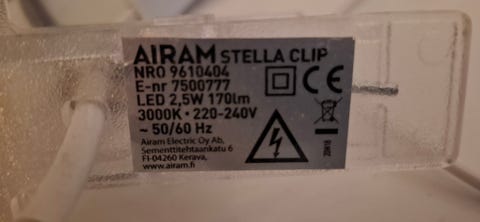 AIRAM STELLA CLIP
NRO 9610404
E-nr 7500777
LED 2,5W 170lm
3000K • 220-240V
~ 50/60 Hz
Airam Electric Oy Ab,
Sementtitehtaankatu 6
FI-04260 Kerava,
www.airam.fi
CE